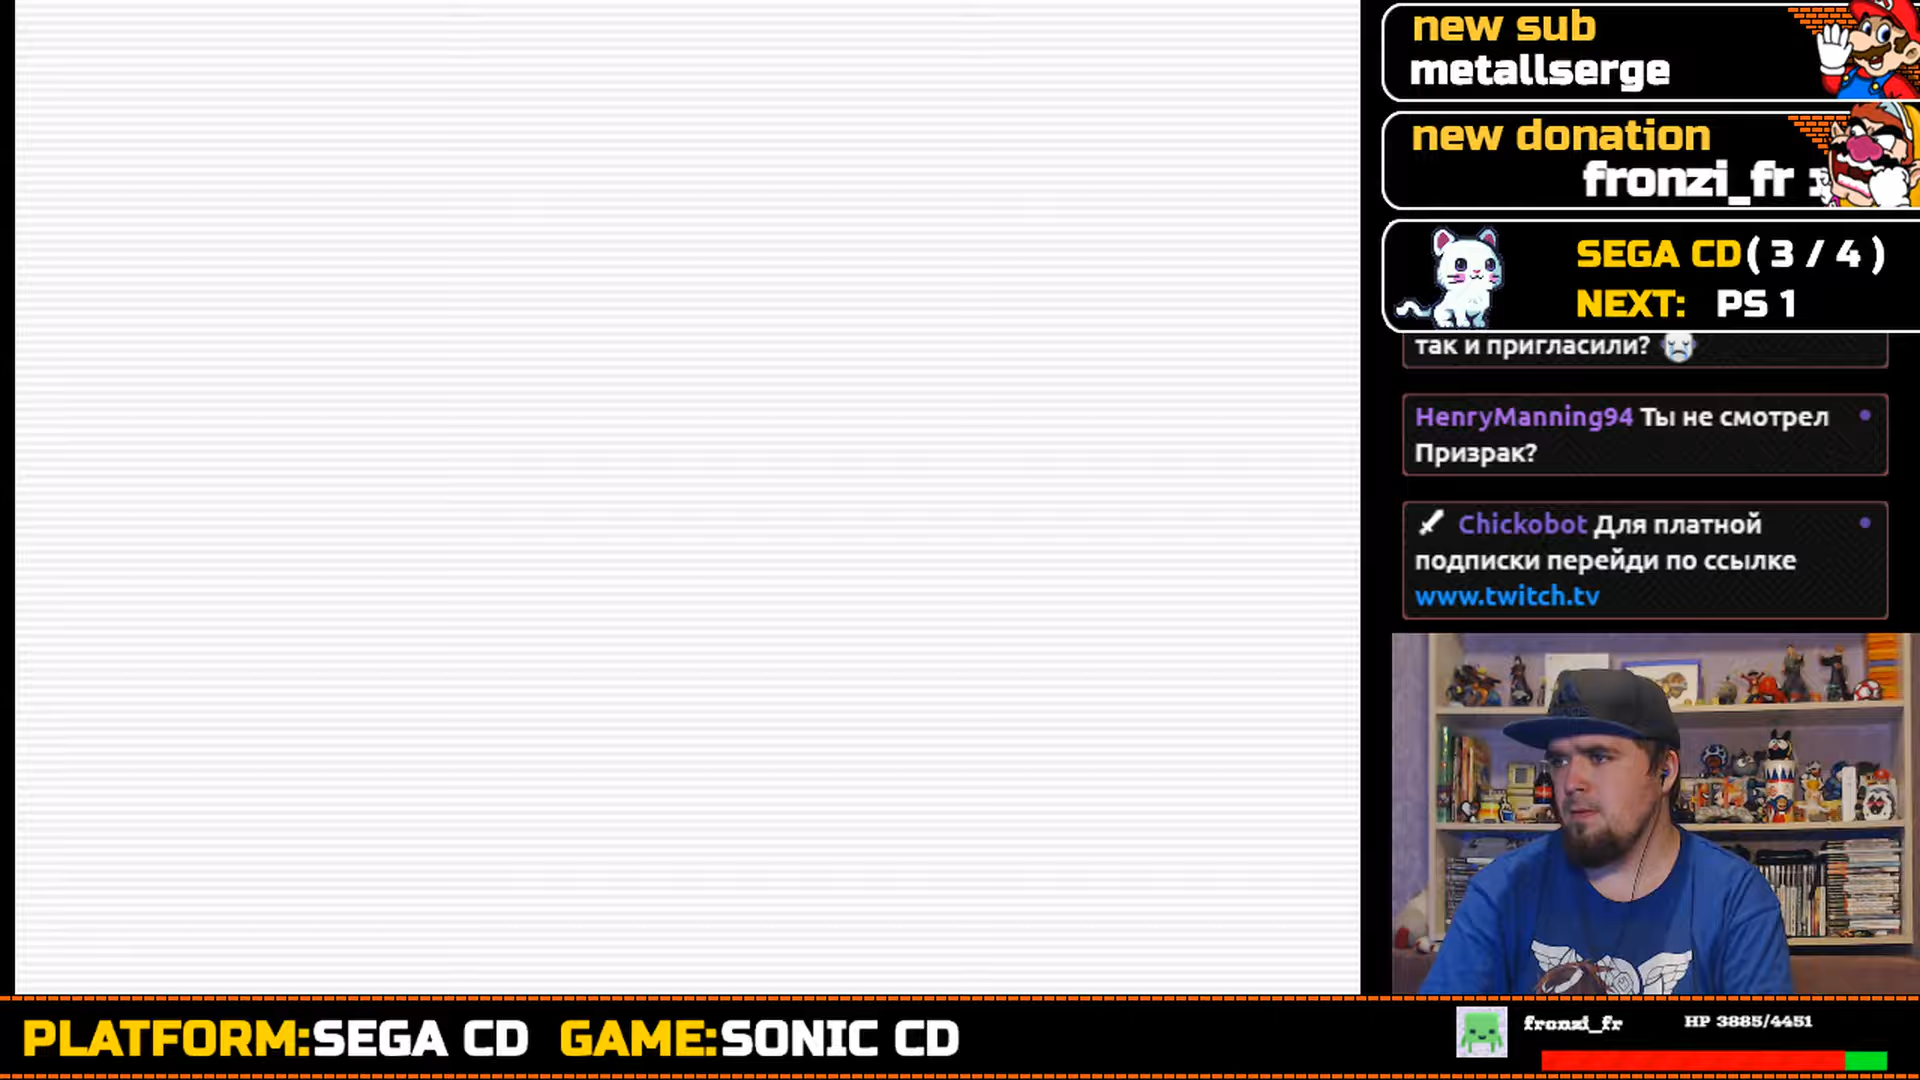 new sub
metallserge
new donation
fronzi_fr :
SEGA CD ( 3 / 4 )
NEXT: PS 1
так и пригласили?
HenryManning94 Ты не смотрел
Призрак?
Chickobot Для платной
подписки перейди по ссылке
www.twitch.tv
PLATFORM:SEGA CD GAME:SONIC CD
fronzi_fr HP 3885/4451